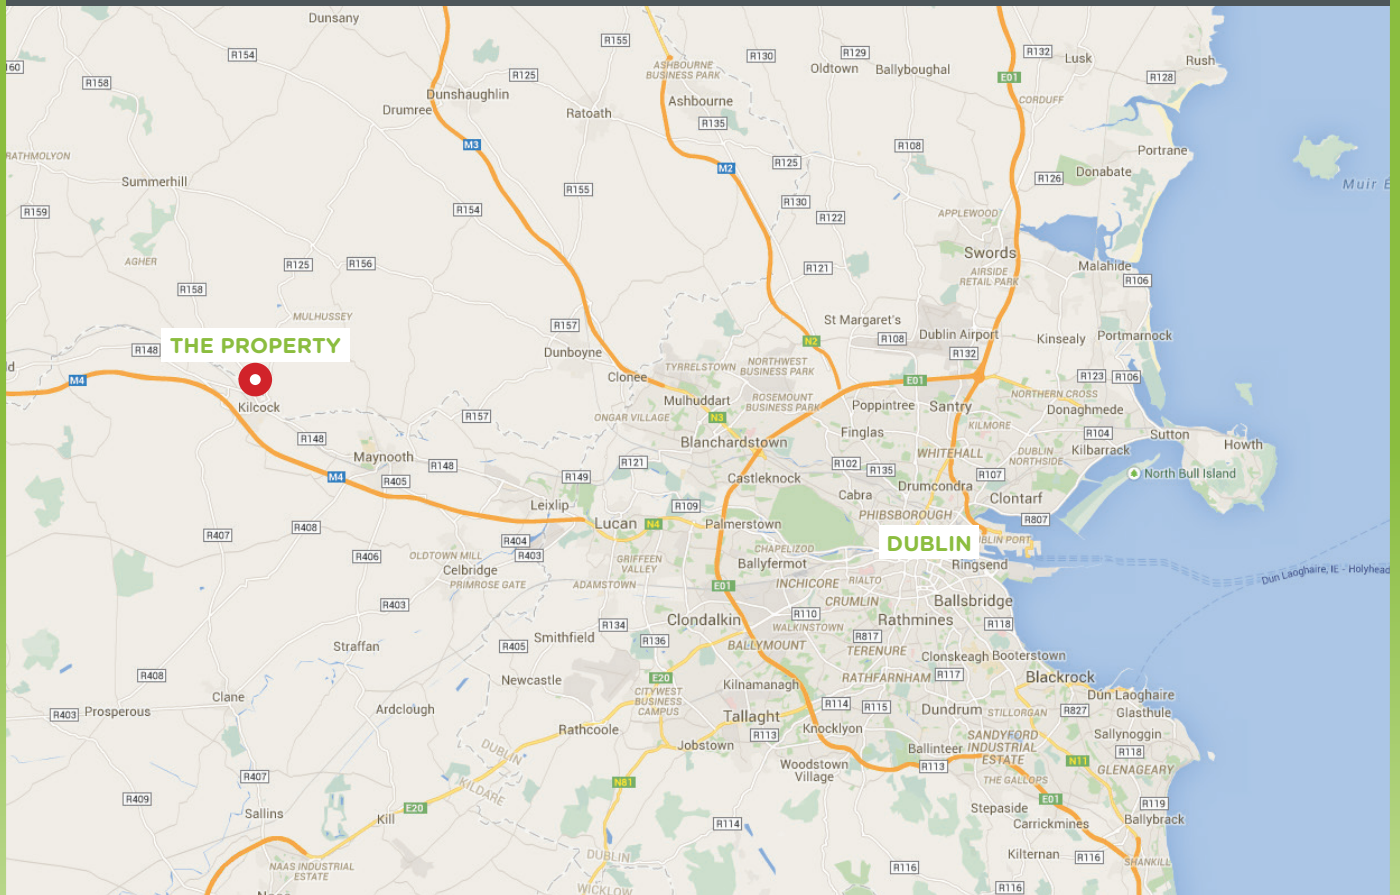 Dunsany
R155
R154
R130
R129
R132
Lusk
Rush
ASHBOURNE
BUSINESS PARK
Oldtown
Ballyboughal
R158
R125
E01
R128
Dunshaughlin
Drumree
Ratoath
Ashbourne
CORDUFF
R135
M3
R108
Portrane
RATHMOLYON
M2
R125
Donabate
Summerhill
R155
R126
Muir
R159
R154
R130
R122
APPLEWOOD
Swords
AGHER
R125
R156
R121
AIRSIDE
RETAIL PARK
Malahide
R106
R158
MULHUSSEY
St Margaret's
R157
R108
Dublin Airport
Kinsealy
Portmarnock
THE PROPERTY
R148
N2
R132
Dunboyne
TYRRELSTOWN
NORTHWEST
BUSINESS PARK
M4
Clonee
E01
R123
R106
Mulhuddart
ROSEMOUNT
BUSINESS PARK
Poppintree
Santry
NORTHERN CROSS
Donaghmede
Kilcock
R157
ONGAR VILLAGE
N3
KILMORE
R148
Blanchardstown
Finglas
R104
Sutton
Howth
Maynooth
R148
R121
WHITEHALL
DUBLIN
NORTHSIDE
Kilbarrack
M4
R405
R149
Castleknock
R102
R135
R107
North Bull Island
Leixlip
R109
Cabra
Drumcondra
Clontarf
Lucan
N4
Palmerstown
PHIBSBOROUGH
R807
R407
R408
R404
R403
DUBLIN
R406
OLDTOWN MILL
Celbridge
PRIMROSE GATE
GRIFFEEN
VALLEY
CHAPELIZOD
Ballyfermot
Ringsend
Dun Laoghaire, IE - Holyhead
ADAMSTOWN
E01
INCHICORE
RIALTO
R403
CRUMLIN
Ballsbridge
R134
Clondalkin
R110
Rathmines
R118
Straffan
R405
Smithfield
R136
WALKINSTOWN
R817
BALLYMOUNT
TERENURE
Clonskeagh
Booterstown
R408
Newcastle
E20
Kilnamanagh
RATHFARNHAM
R117
Blackrock
Clane
CITYWEST
BUSINESS
CAMPUS
Dún Laoghaire
R403
Prosperous
Ardclough
Tallaght
R114
R115
Dundrum
STILLORGAN
R827
Glasthule
Rathcoole
R113
Knocklyon
Sallynoggin
DUBLIN
KILDARE
Jobstown
Ballinteer
SANDYFORD
INDUSTRIAL
ESTATE
R118
R407
N81
Woodstown
Village
R113
N11
GLENAGEARY
THE GALLOPS
R409
E20
E01
R119
Sallins
Kill
R114
Stepaside
Carrickmines
Ballybrack
NAAS INDUSTRIAL
ESTATE
DUBLIN
WICKLOW
R116
Kilternan
R116
SHANKILL
R116